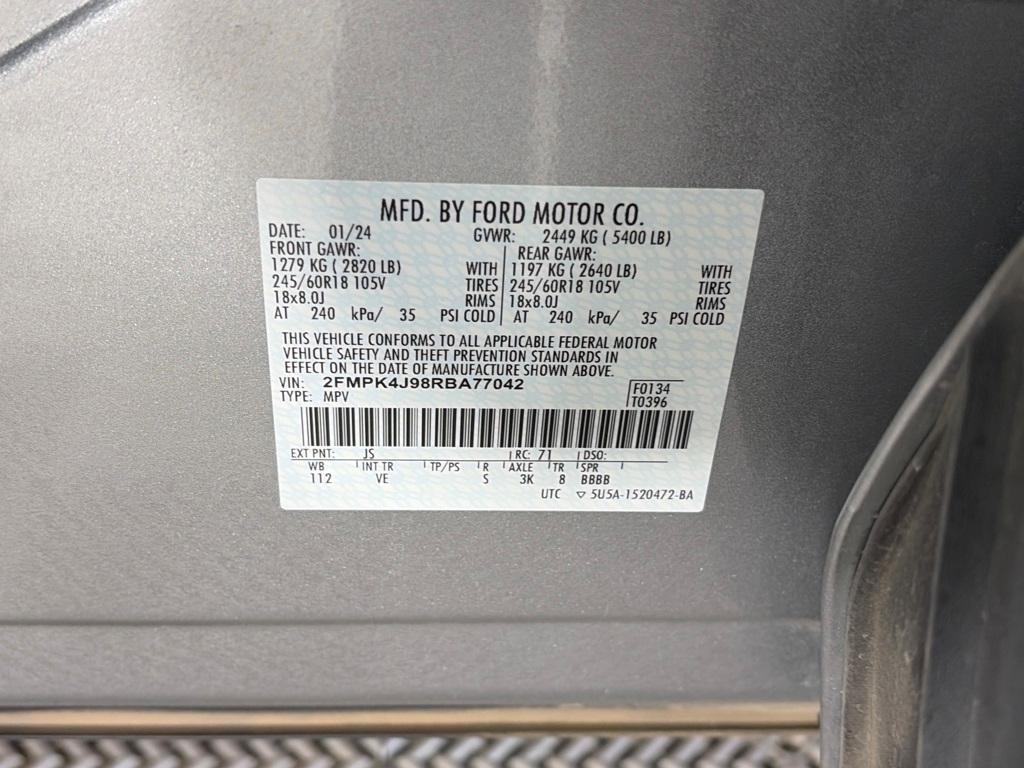 MFD. BY FORD MOTOR CO.
DATE: 01/24 GVWR: 2449 KG ( 5400 LB)
FRONT GAWR: REAR GAWR:
1279 KG ( 2820 LB) WITH 1197 KG ( 2640 LB) WITH
245/60R18 105V TIRES 245/60R18 105V TIRES
18x8.0J RIMS 18x8.0J RIMS
AT 240 kPa/ 35 PSI COLD AT 240 kPa/ 35 PSI COLD
THIS VEHICLE CONFORMS TO ALL APPLICABLE FEDERAL MOTOR
VEHICLE SAFETY AND THEFT PREVENTION STANDARDS IN
EFFECT ON THE DATE OF MANUFACTURE SHOWN ABOVE.
VIN: 2FMPK4J98RBA77042 F0134
TYPE: MPV T0396
EXT PNT: JS RC: 71 DSO:
WB INT TR TP/PS R AXLE TR SPR
112 VE S 3K 8 BBBB
UTC ▽ 5U5A-1520472-BA